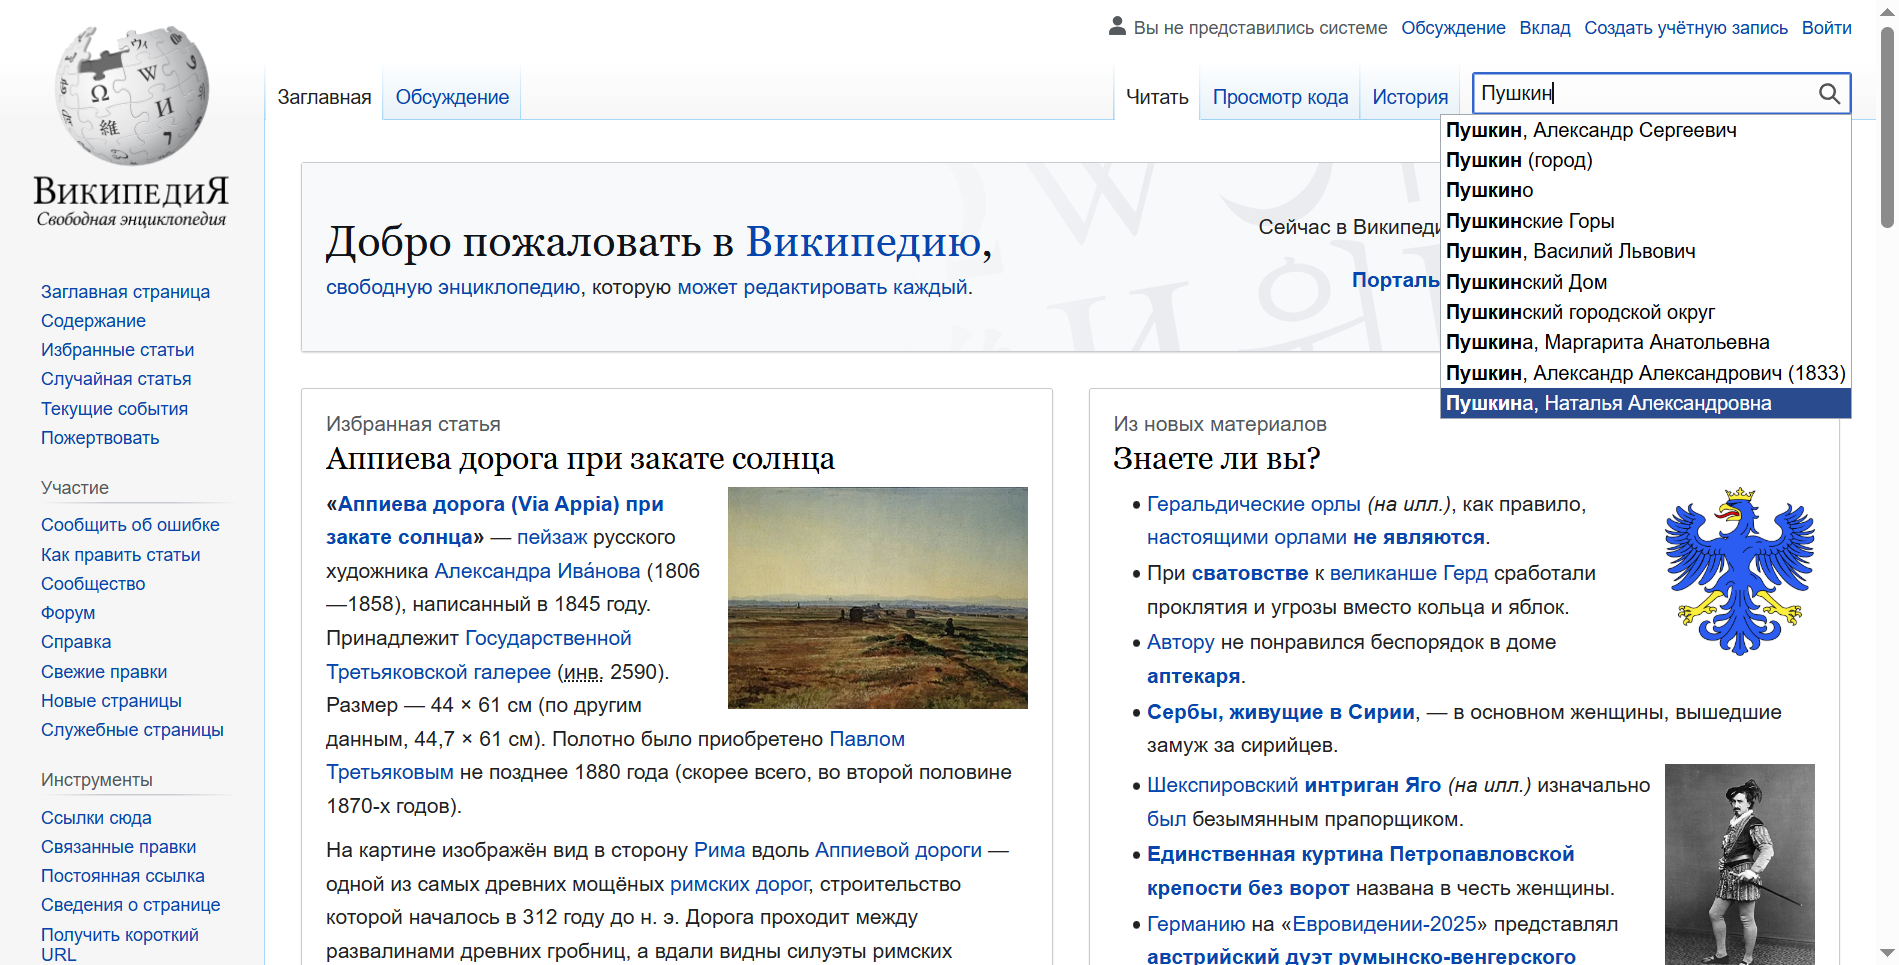 Вы не представились системе Обсуждение Вклад Создать учётную запись Войти
ВикипедиЯ
Свободная энциклопедия
Заглавная Обсуждение Читать Просмотр кода История
Пушкин
Пушкин, Александр Сергеевич
Пушкин (город)
Пушкино
Пушкинские Горы
Пушкин, Василий Львович
Пушкинский Дом
Пушкинский городской округ
Пушкина, Маргарита Анатольевна
Пушкин, Александр Александрович (1833)
Пушкина, Наталья Александровна
Заглавная страница
Содержание
Избранные статьи
Случайная статья
Текущие события
Пожертвовать
Участие
Сообщить об ошибке
Как править статьи
Сообщество
Форум
Справка
Свежие правки
Новые страницы
Служебные страницы
Инструменты
Ссылки сюда
Связанные правки
Постоянная ссылка
Сведения о странице
Получить короткий
URL
Добро пожаловать в Википедию,
свободную энциклопедию, которую может редактировать каждый.
Сейчас в
Избранная статья
Аппиева дорога при закате солнца
«Аппиева дорога (Via Appia) при
закате солнца» — пейзаж русского
художника Александра Ива́нова (1806
—1858), написанный в 1845 году.
Принадлежит Государственной
Третьяковской галерее (инв. 2590).
Размер — 44 × 61 см (по другим
данным, 44,7 × 61 см). Полотно было приобретено Павлом
Третьяковым не позднее 1880 года (скорее всего, во второй половине
1870-х годов).
На картине изображён вид в сторону Рима вдоль Аппиевой дороги —
одной из самых древних мощёных римских дорог, строительство
которой началось в 312 году до н. э. Дорога проходит между
развалинами древних гробниц, а вдали видны силуэты римских
Из новых материалов
Знаете ли вы?
Геральдические орлы (на илл.), как правило,
настоящими орлами не являются.
При сватовстве к великанше Герд сработали
проклятия и угрозы вместо кольца и яблок.
Автору не понравился беспорядок в доме
аптекаря.
Сербы, живущие в Сирии, — в основном женщины, вышедшие
замуж за сирийцев.
Шекспировский интриган Яго (на илл.) изначально
был безымянным прапорщиком.
Единственная куртина Петропавловской
крепости без ворот названа в честь женщины.
Германию на «Евровидении-2025» представлял
австрийский дуэт румынско-венгерского